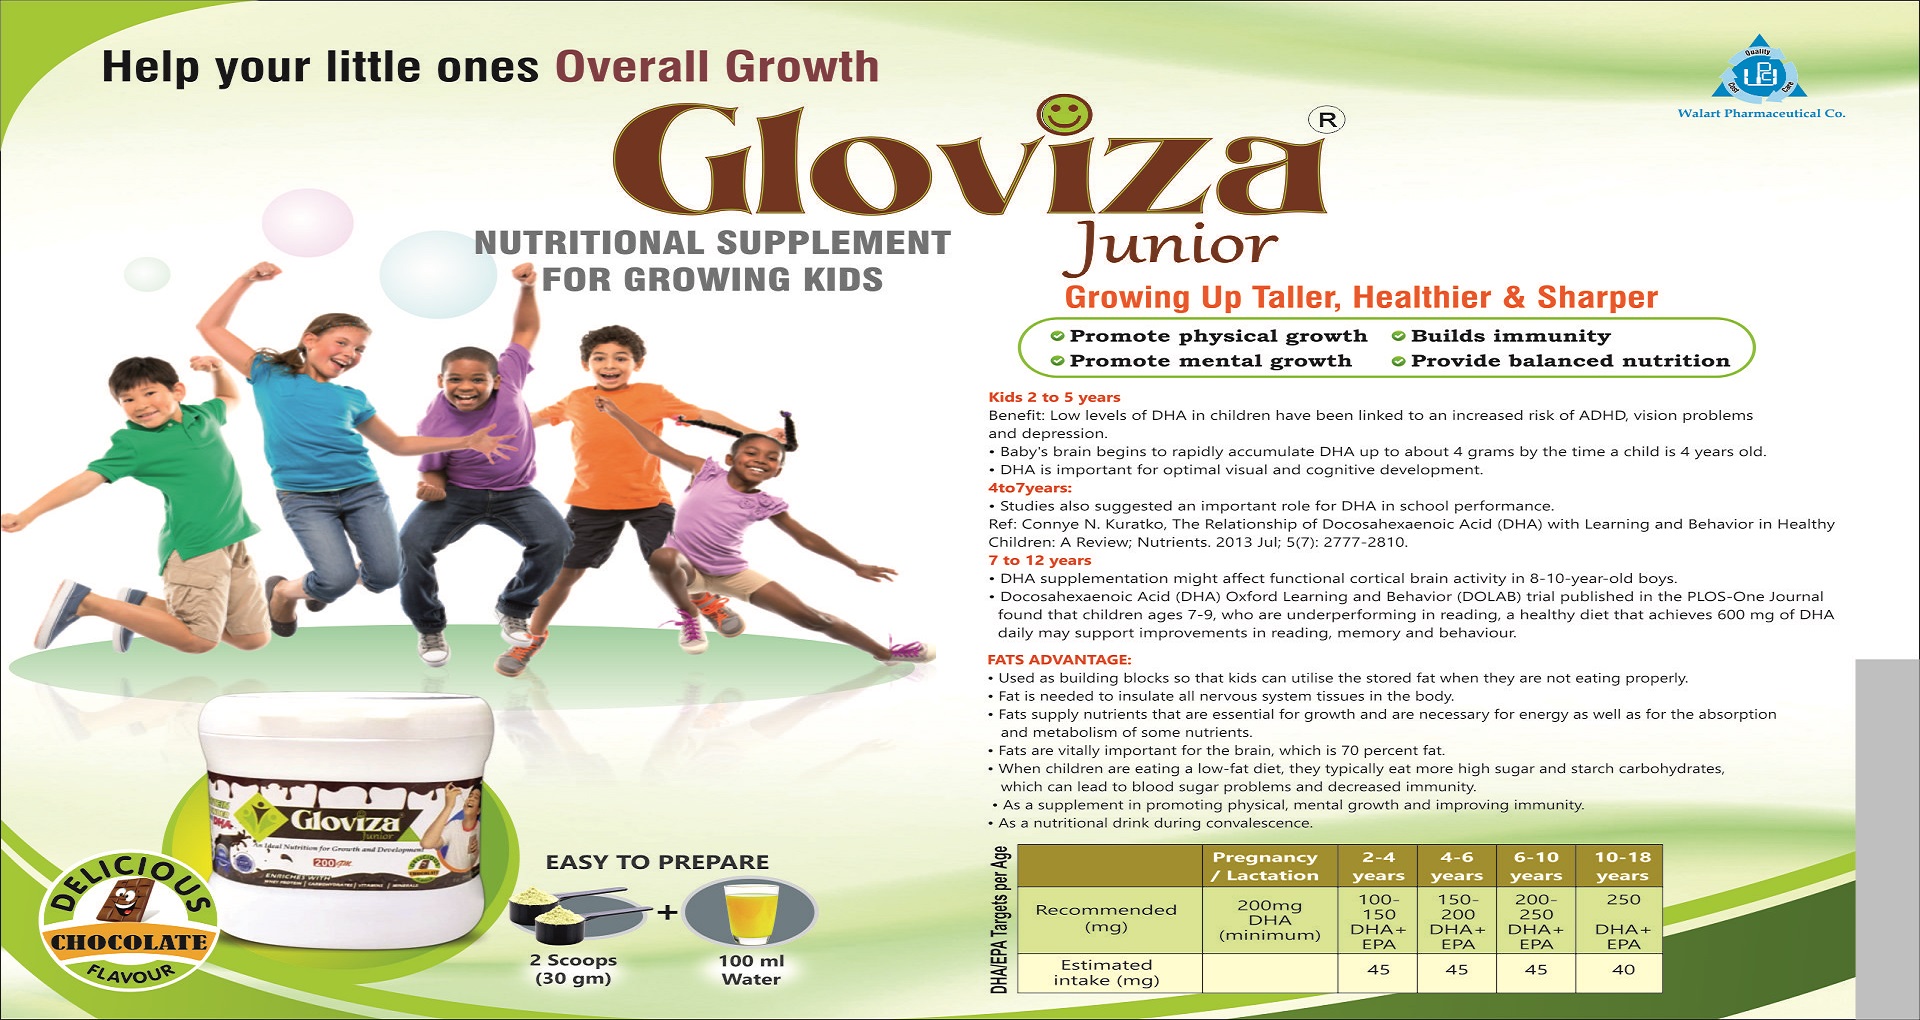 Help your little ones Overall Growth
Quality
Cost
Care
Walart Pharmaceutical Co.
Gloviza ®
Junior
NUTRITIONAL SUPPLEMENT
FOR GROWING KIDS
Growing Up Taller, Healthier & Sharper
Promote physical growth
Builds immunity
Promote mental growth
Provide balanced nutrition
Kids 2 to 5 years
Benefit: Low levels of DHA in children have been linked to an increased risk of ADHD, vision problems
and depression.
• Baby's brain begins to rapidly accumulate DHA up to about 4 grams by the time a child is 4 years old.
• DHA is important for optimal visual and cognitive development.
4to7years:
• Studies also suggested an important role for DHA in school performance.
Ref: Connye N. Kuratko, The Relationship of Docosahexaenoic Acid (DHA) with Learning and Behavior in Healthy
Children: A Review; Nutrients. 2013 Jul; 5(7): 2777-2810.
7 to 12 years
• DHA supplementation might affect functional cortical brain activity in 8-10-year-old boys.
• Docosahexaenoic Acid (DHA) Oxford Learning and Behavior (DOLAB) trial published in the PLOS-One Journal
found that children ages 7-9, who are underperforming in reading, a healthy diet that achieves 600 mg of DHA
daily may support improvements in reading, memory and behaviour.
FATS ADVANTAGE:
• Used as building blocks so that kids can utilise the stored fat when they are not eating properly.
• Fat is needed to insulate all nervous system tissues in the body.
• Fats supply nutrients that are essential for growth and are necessary for energy as well as for the absorption
and metabolism of some nutrients.
• Fats are vitally important for the brain, which is 70 percent fat.
• When children are eating a low-fat diet, they typically eat more high sugar and starch carbohydrates,
which can lead to blood sugar problems and decreased immunity.
• As a supplement in promoting physical, mental growth and improving immunity.
• As a nutritional drink during convalescence.
DHA/EPA Targets per Age
Pregnancy / Lactation
2-4 years
4-6 years
6-10 years
10-18 years
Recommended (mg)
200mg DHA (minimum)
100-150 DHA+ EPA
150-200 DHA+ EPA
200-250 DHA+ EPA
250 DHA+ EPA
Estimated intake (mg)
45
45
45
40
Gloviza
Junior
An Ideal Nutrition for Growth and Development
200 gm
ENRICHES WITH
WHEY PROTEIN | CARBOHYDRATES | VITAMINS | MINERALS
DELICIOUS
CHOCOLATE
FLAVOUR
EASY TO PREPARE
+
2 Scoops
(30 gm)
100 ml
Water